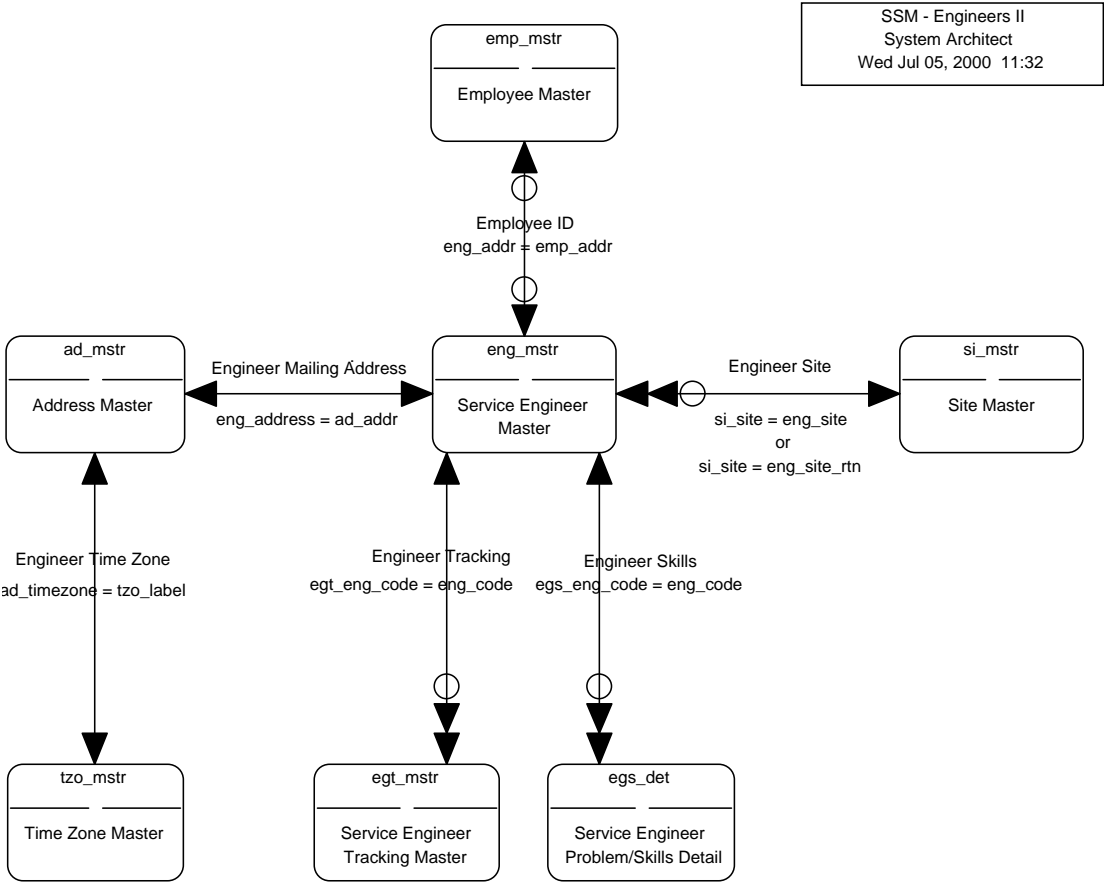 SSM - Engineers II
System Architect
Wed Jul 05, 2000 11:32
emp_mstr
Employee Master
Employee ID
eng_addr = emp_addr
ad_mstr
Address Master
Engineer Mailing Address
eng_address = ad_addr
eng_mstr
Service Engineer
Master
Engineer Site
si_site = eng_site
or
si_site = eng_site_rtn
si_mstr
Site Master
Engineer Time Zone
ad_timezone = tzo_label
Engineer Tracking
egt_eng_code = eng_code
Engineer Skills
egs_eng_code = eng_code
tzo_mstr
Time Zone Master
egt_mstr
Service Engineer
Tracking Master
egs_det
Service Engineer
Problem/Skills Detail